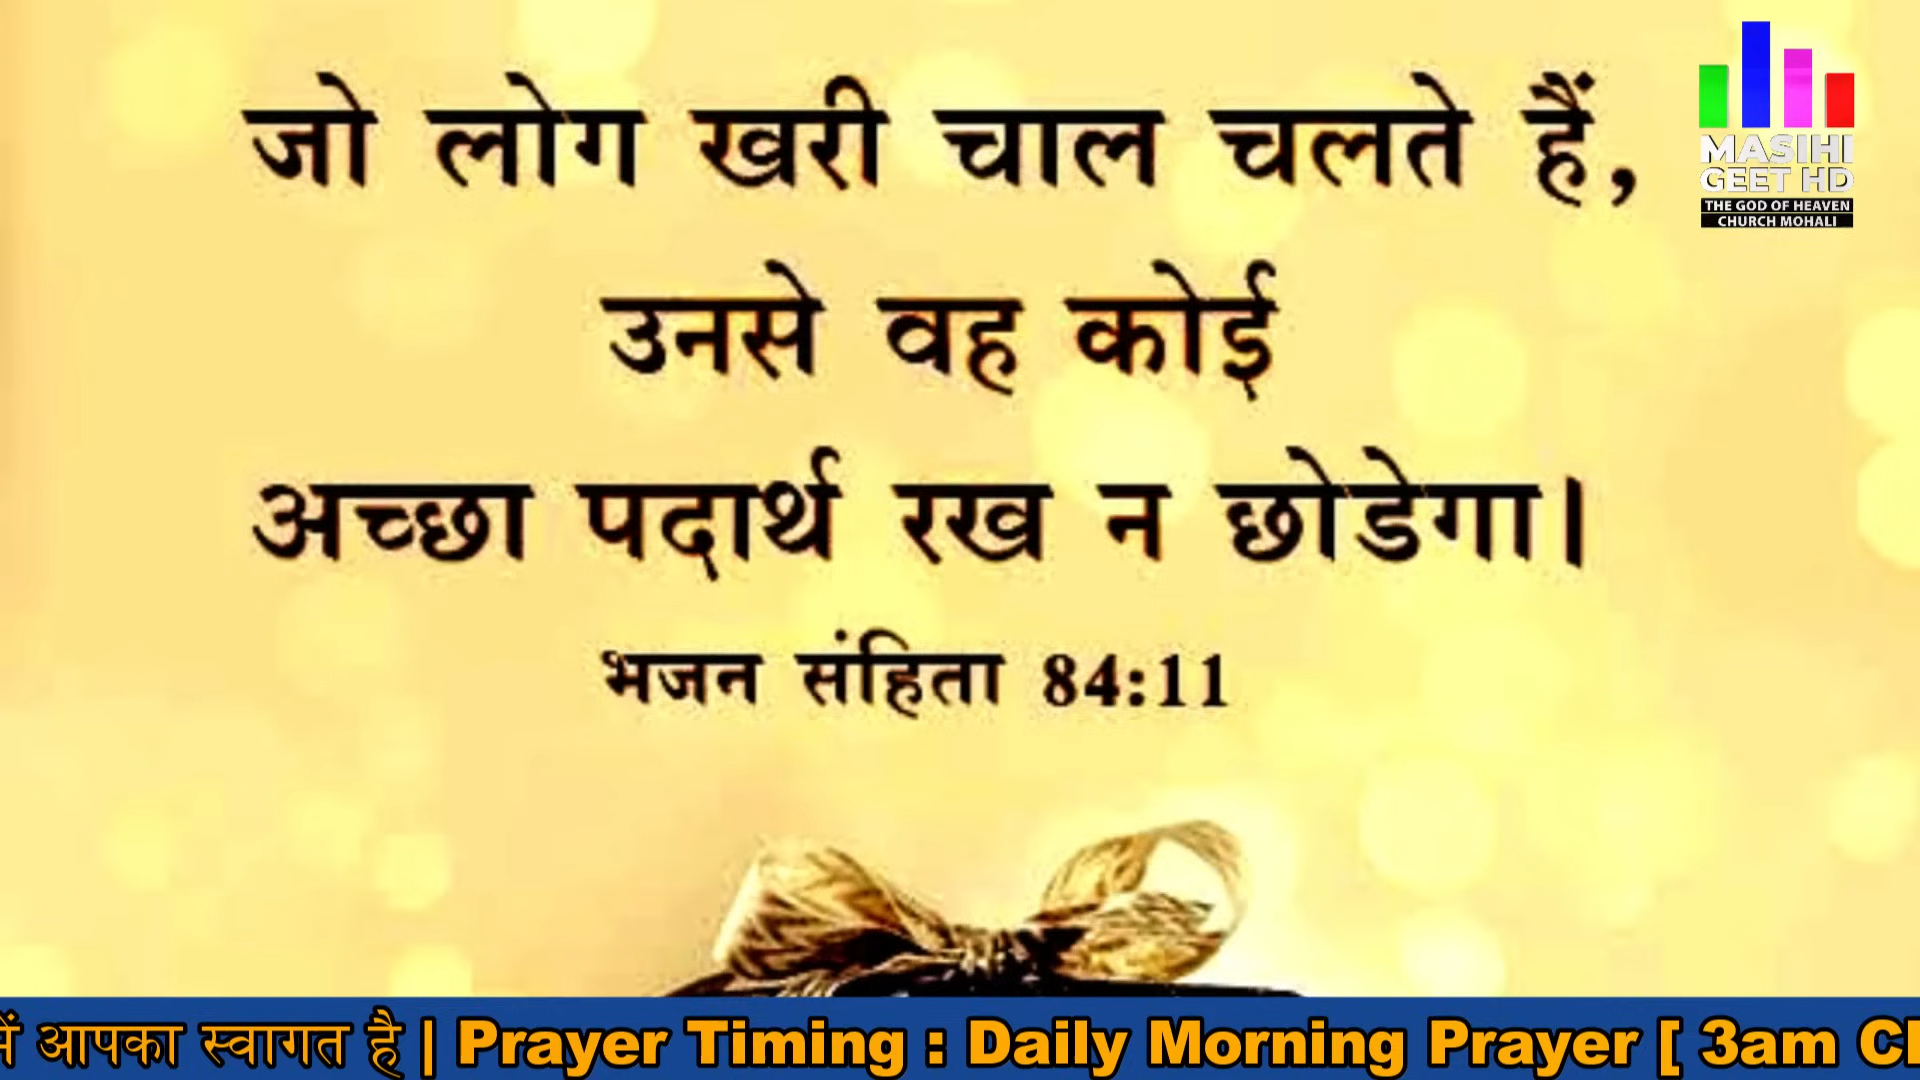 जो लोग खरी चाल चलते हैं,
उनसे वह कोई
अच्छा पदार्थ रख न छोडेगा।
भजन संहिता 84:11
MASIHI
GEET HD
THE GOD OF HEAVEN
CHURCH MOHALI
आपका स्वागत है | Prayer Timing : Daily Morning Prayer [ 3am